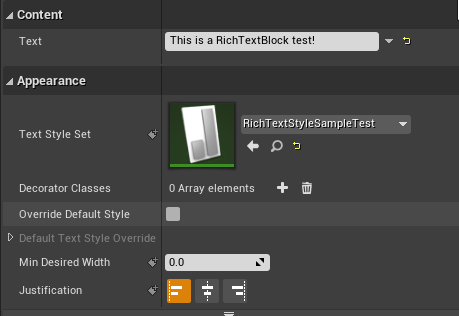 Content
Text This is a RichTextBlock test!
Appearance
Text Style Set RichTextStyleSampleTest
Decorator Classes 0 Array elements
Override Default Style
Default Text Style Override
Min Desired Width 0.0
Justification